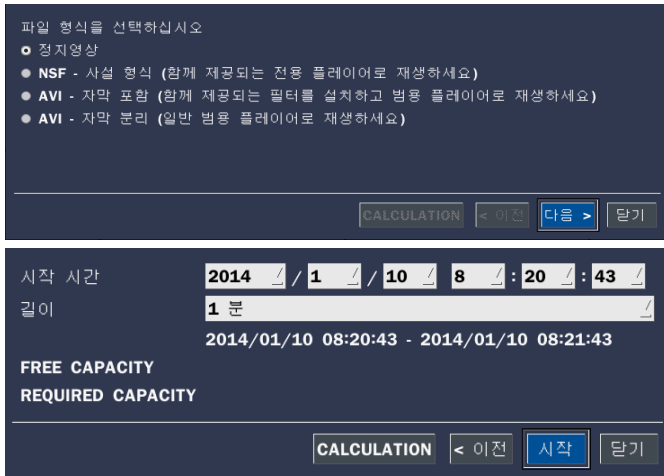 파일 형식을 선택하십시오
정지영상
NSF - 사설 형식 (함께 제공되는 전용 플레이어로 재생하세요)
AVI - 자막 포함 (함께 제공되는 필터를 설치하고 범용 플레이어로 재생하세요)
AVI - 자막 분리 (일반 범용 플레이어로 재생하세요)
CALCULATION < 이전 다음 > 닫기
시작 시간 2014 / 1 / 10 8 : 20 : 43
길이 1 분
2014/01/10 08:20:43 - 2014/01/10 08:21:43
FREE CAPACITY
REQUIRED CAPACITY
CALCULATION < 이전 시작 닫기